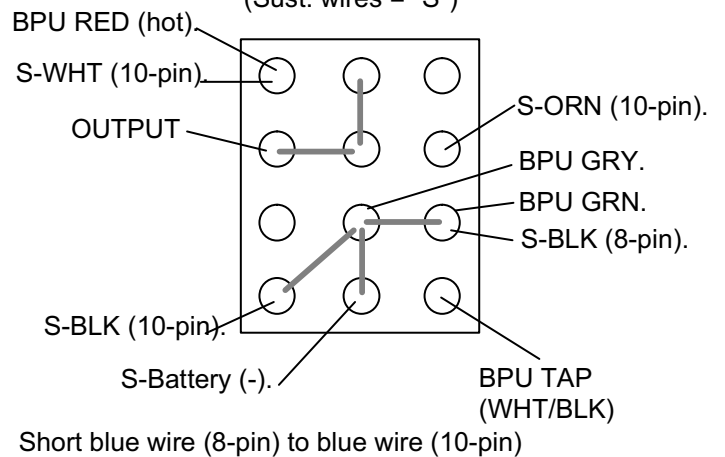 (Sust. wires = "S")
BPU RED (hot).
S-WHT (10-pin).
OUTPUT
S-ORN (10-pin).
BPU GRY.
BPU GRN.
S-BLK (8-pin).
S-BLK (10-pin).
S-Battery (-).
BPU TAP
(WHT/BLK)
Short blue wire (8-pin) to blue wire (10-pin)